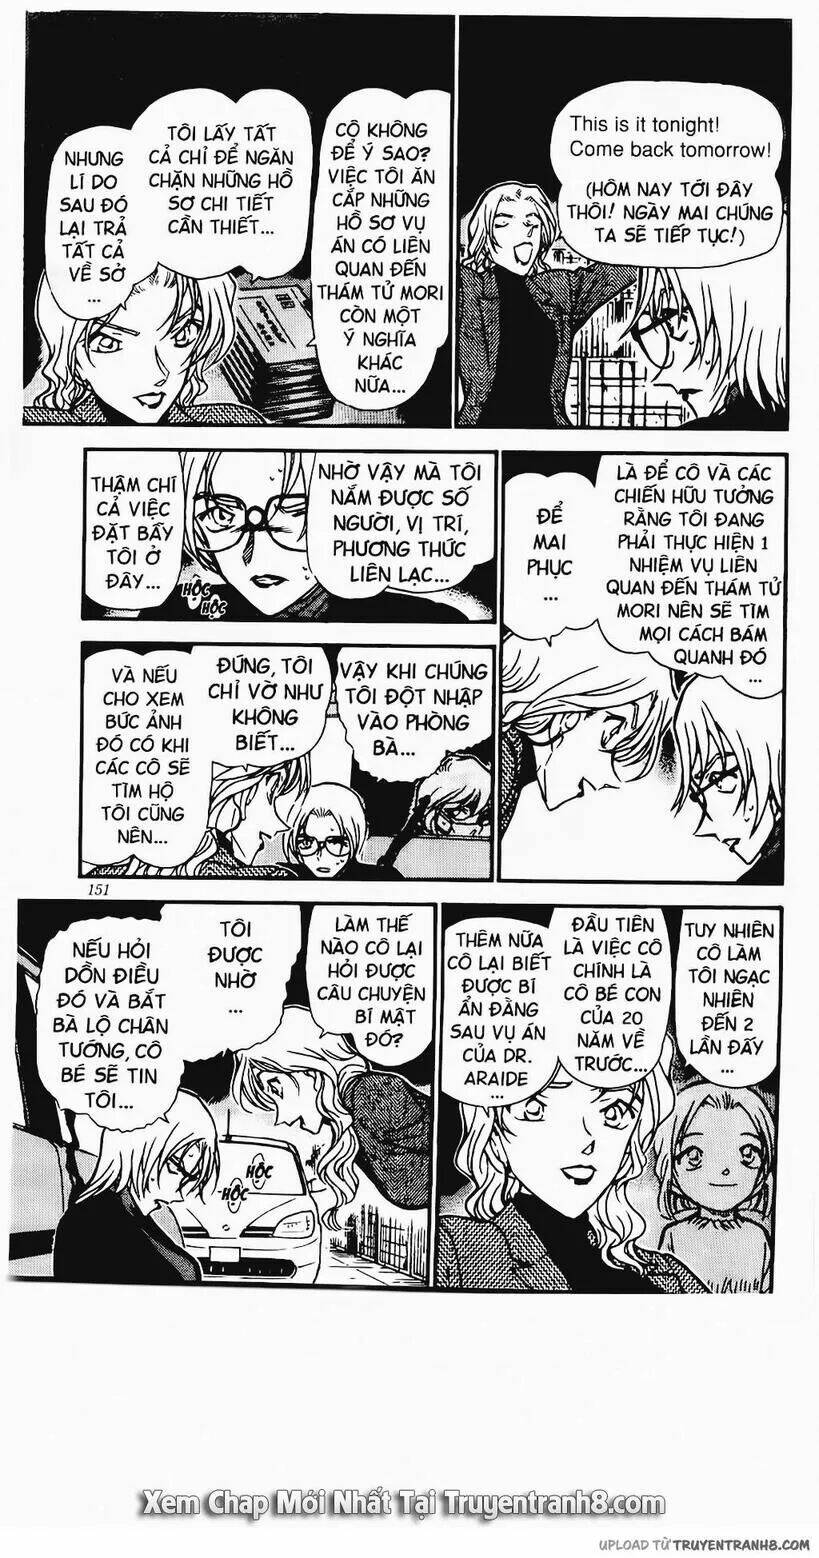 This is it tonight!
Come back tomorrow!
(HÔM NAY TỚI ĐÂY
THÔI! NGÀY MAI CHÚNG
TA SẼ TIẾP TỤC!)
CÔ KHÔNG
ĐỂ Ý SAO?
VIỆC TÔI ĂN
CẮP NHỮNG
HỒ SƠ VỤ
ÁN CÓ LIÊN
QUAN ĐẾN
THÁM TỬ MORI
CÒN MỘT
Ý NGHĨA
KHÁC
NỮA...
TÔI LẤY TẤT
CẢ CHỈ ĐỂ NGĂN
CHẶN NHỮNG HỒ
SƠ CHI TIẾT
CẦN THIẾT...
NHƯNG
LÍ DO
SAU ĐÓ
LẠI TRẢ
TẤT CẢ
VỀ SỞ
...
LÀ ĐỂ CÔ VÀ CÁC
CHIẾN HỮU TƯỞNG
RẰNG TÔI ĐANG
PHẢI THỰC HIỆN 1
NHIỆM VỤ LIÊN
QUAN ĐẾN THÁM TỬ
MORI NÊN SẼ TÌM
MỌI CÁCH BÁM
QUANH ĐÓ
...
ĐỂ
MAI
PHỤC
...
NHỜ VẬY MÀ TÔI
NẮM ĐƯỢC SỐ
NGƯỜI, VỊ TRÍ,
PHƯƠNG THỨC
LIÊN LẠC...
THẬM CHÍ
CẢ VIỆC
ĐẶT BẪY
TÔI Ở
ĐÂY...
HỘC
HỘC
VẬY KHI CHÚNG
TÔI ĐỘT NHẬP
VÀO PHÒNG
BÀ...
ĐÚNG, TÔI
CHỈ VỜ NHƯ
KHÔNG
BIẾT...
VÀ NẾU
CHO XEM
BỨC ẢNH
ĐÓ CÓ KHI
CÁC CÔ SẼ
TÌM HỘ
TÔI CŨNG
NÊN...
151
TUY NHIÊN
CÔ LÀM
TÔI NGẠC
NHIÊN
ĐẾN 2
LẦN ĐẤY
...
ĐẦU TIÊN
LÀ VIỆC CÔ
CHÍNH LÀ
CÔ BÉ CON
CỦA 20
NĂM VỀ
TRƯỚC...
THÊM NỮA
CÔ LẠI BIẾT
ĐƯỢC BÍ
ẨN ĐẰNG
SAU VỤ ÁN
CỦA DR.
ARAIDE
...
LÀM THẾ
NÀO CÔ LẠI
HỎI ĐƯỢC
CÂU CHUYỆN
BÍ MẬT
ĐÓ?
TÔI
ĐƯỢC
NHỜ
...
NẾU HỎI
DỒN ĐIỀU
ĐÓ VÀ BẮT
BÀ LỘ CHÂN
TƯỚNG, CÔ
BÉ SẼ TIN
TÔI...
HỘC
HỘC
Xem Chap Mới Nhất Tại Truyentranh8.com
UPLOAD TỪ TRUYENTRANH8.COM